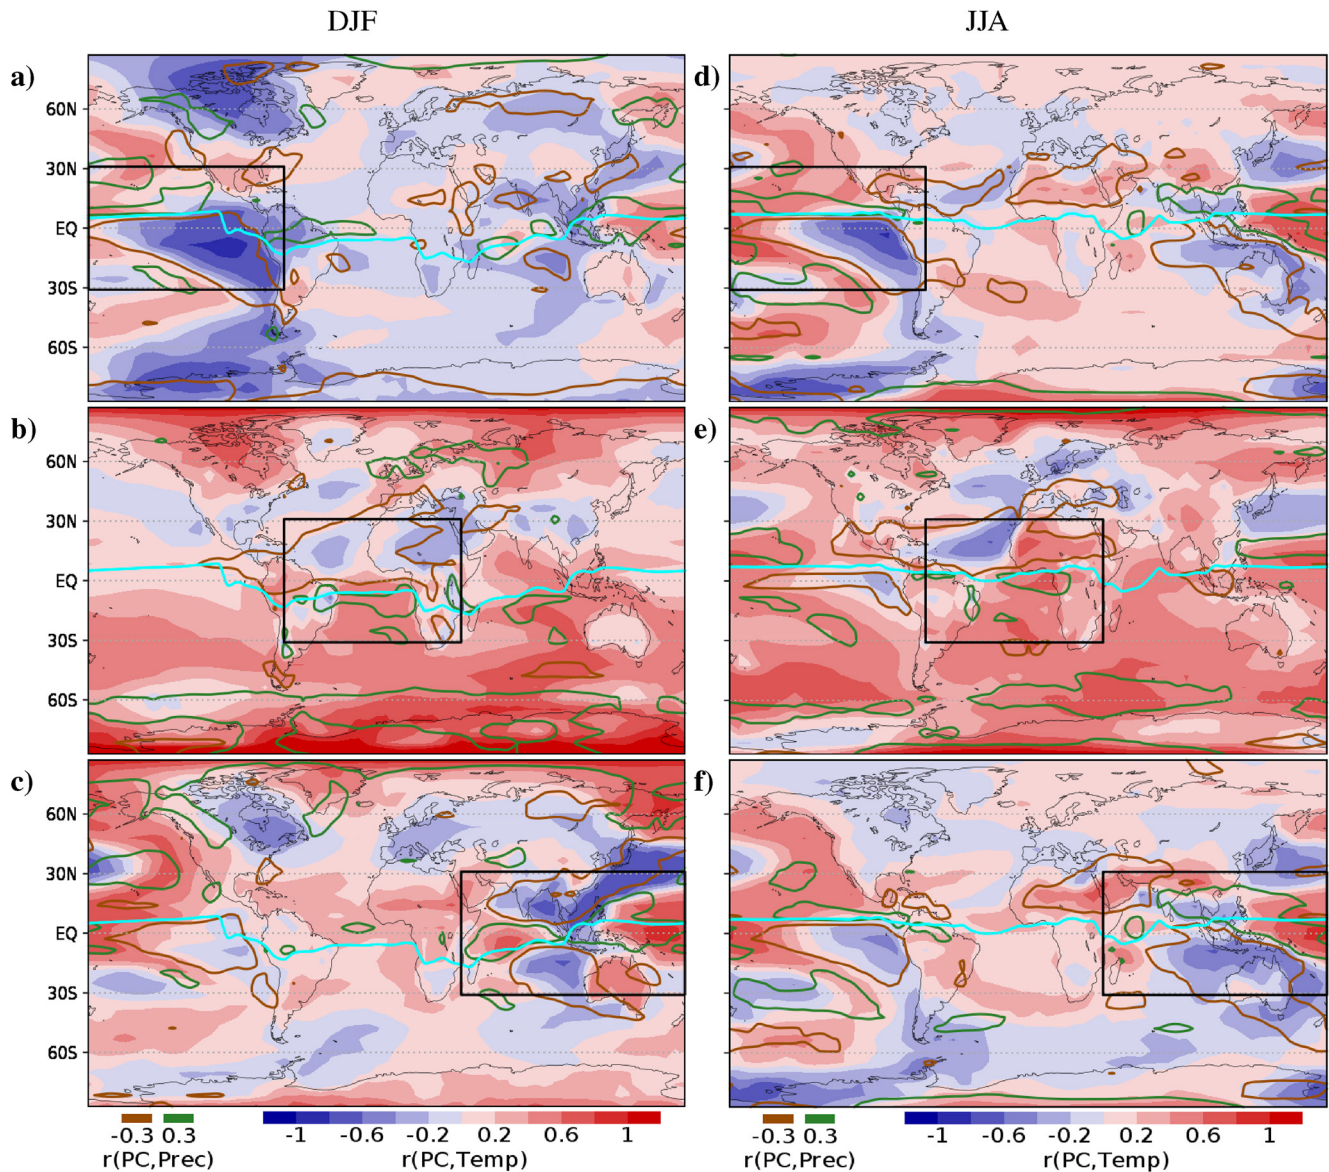 DJF JJA
a) d)
60N
30N
EQ
30S
60S
b) e)
60N
30N
EQ
30S
60S
c) f)
60N
30N
EQ
30S
60S
-0.3 0.3 -1 -0.6 -0.2 0.2 0.6 1 -0.3 0.3 -1 -0.6 -0.2 0.2 0.6 1
r(PC,Prec) r(PC,Temp) r(PC,Prec) r(PC,Temp)